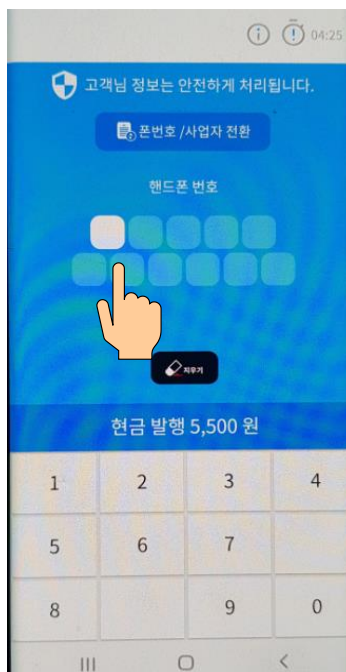 04:25
고객님 정보는 안전하게 처리됩니다.
폰번호 /사업자 전환
핸드폰 번호
지우기
현금 발행 5,500 원
1 2 3 4
5 6 7
8 9 0